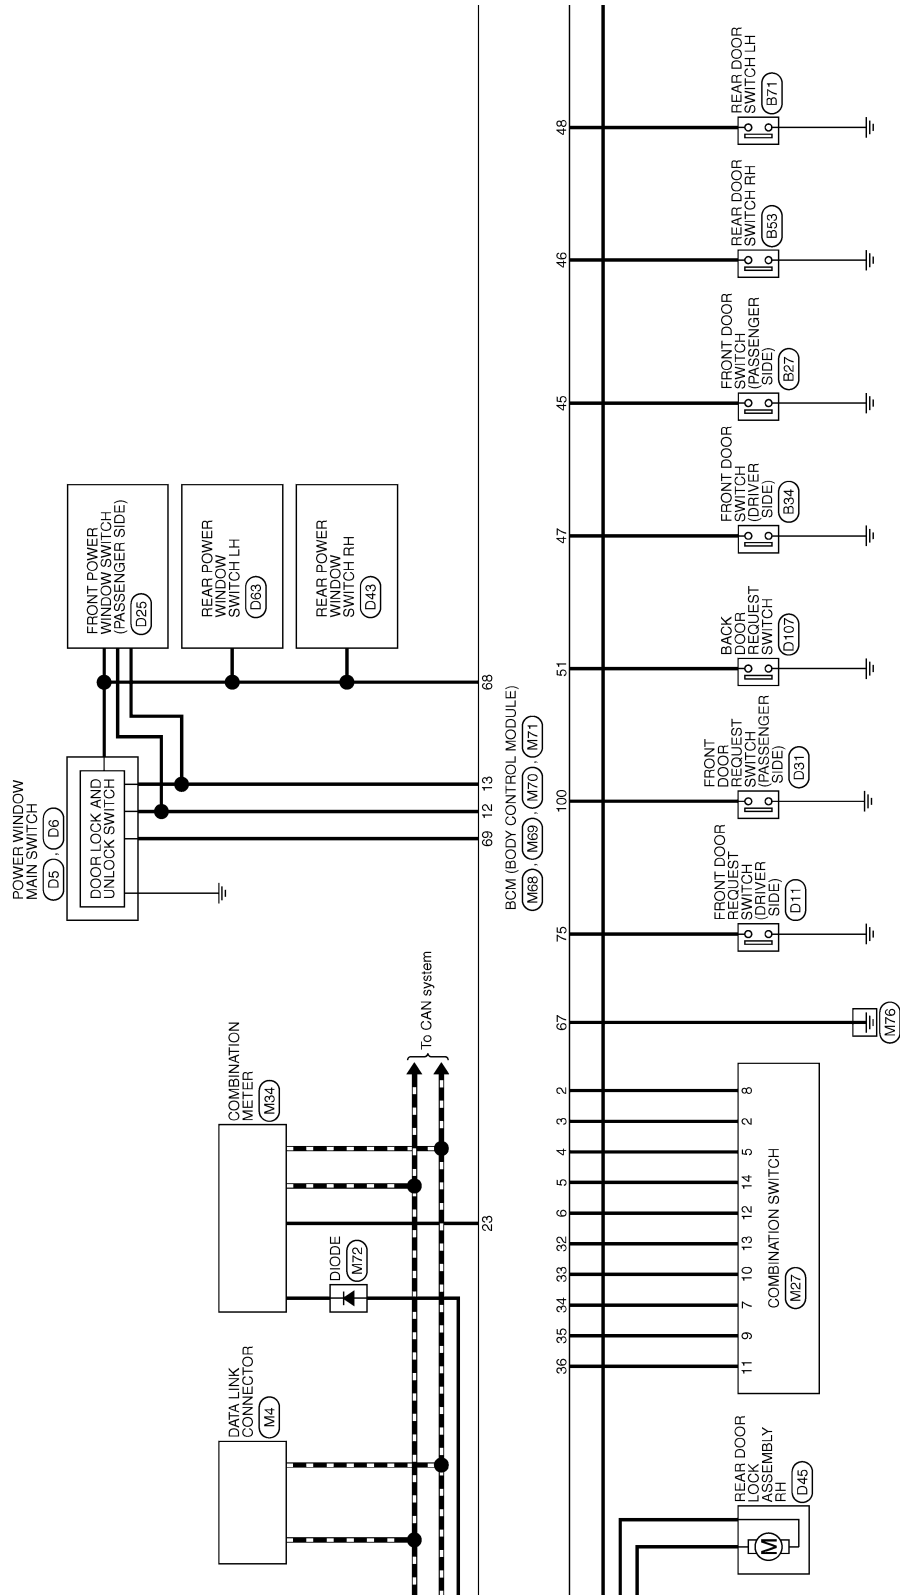 POWER WINDOW
MAIN SWITCH
D5 , D6
DOOR LOCK AND
UNLOCK SWITCH
FRONT POWER
WINDOW SWITCH
(PASSENGER SIDE)
D25
REAR POWER
WINDOW
SWITCH LH
D63
REAR POWER
WINDOW
SWITCH RH
D43
DATA LINK
CONNECTOR
M4
COMBINATION
METER
M34
DIODE
M72
To CAN system
23
69
12
13
68
BCM (BODY CONTROL MODULE)
M68 , M69 , M70 , M71
36
35
34
33
32
6
5
4
3
2
67
75
100
51
47
45
46
48
REAR DOOR
LOCK
ASSEMBLY
RH
D45
M
11
9
7
10
13
12
14
5
2
8
COMBINATION SWITCH
M27
M76
FRONT DOOR
REQUEST
SWITCH
(DRIVER
SIDE)
D11
FRONT
DOOR
REQUEST
SWITCH
(PASSENGER
SIDE)
D31
BACK
DOOR
REQUEST
SWITCH
D107
FRONT DOOR
SWITCH
(DRIVER
SIDE)
B34
FRONT DOOR
SWITCH
(PASSENGER
SIDE)
B27
REAR DOOR
SWITCH RH
B53
REAR DOOR
SWITCH LH
B71